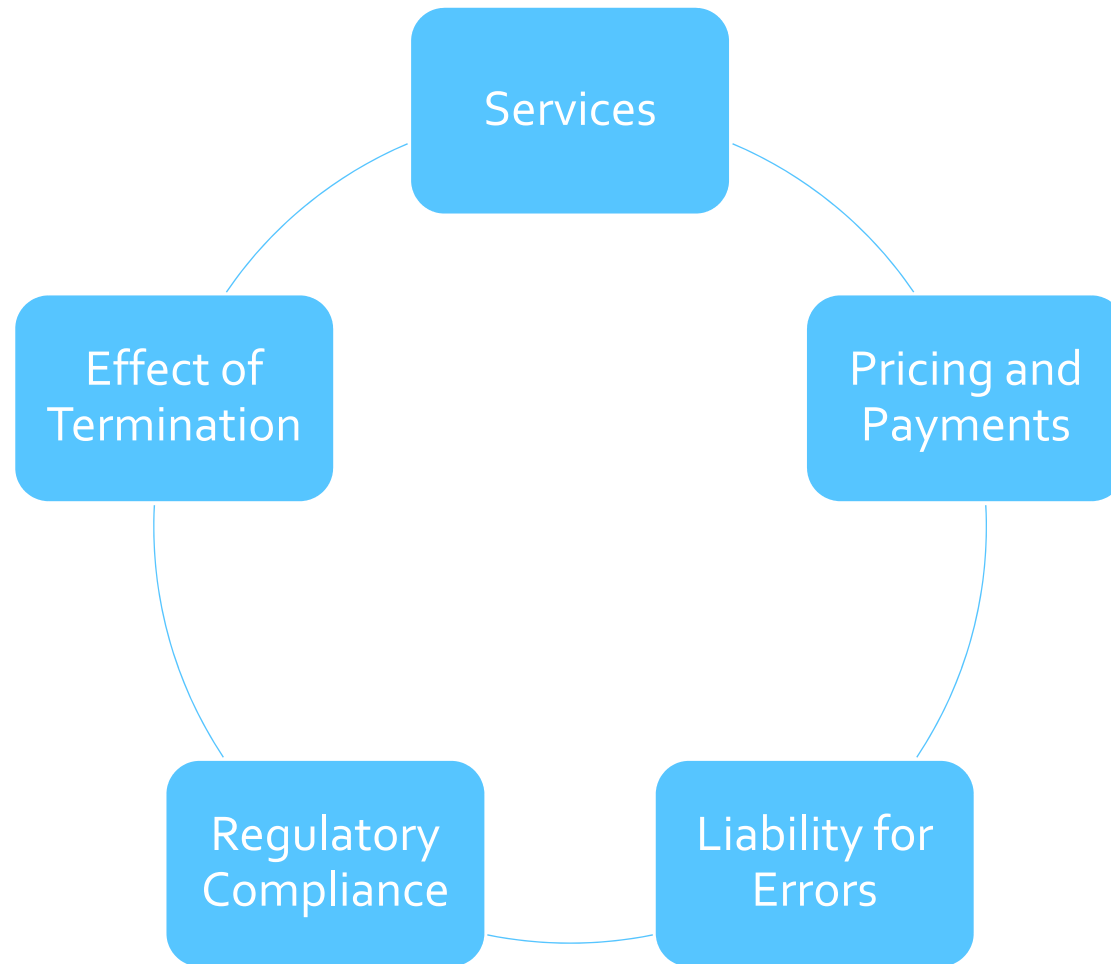 Services
Pricing and
Payments
Liability for
Errors
Regulatory
Compliance
Effect of
Termination